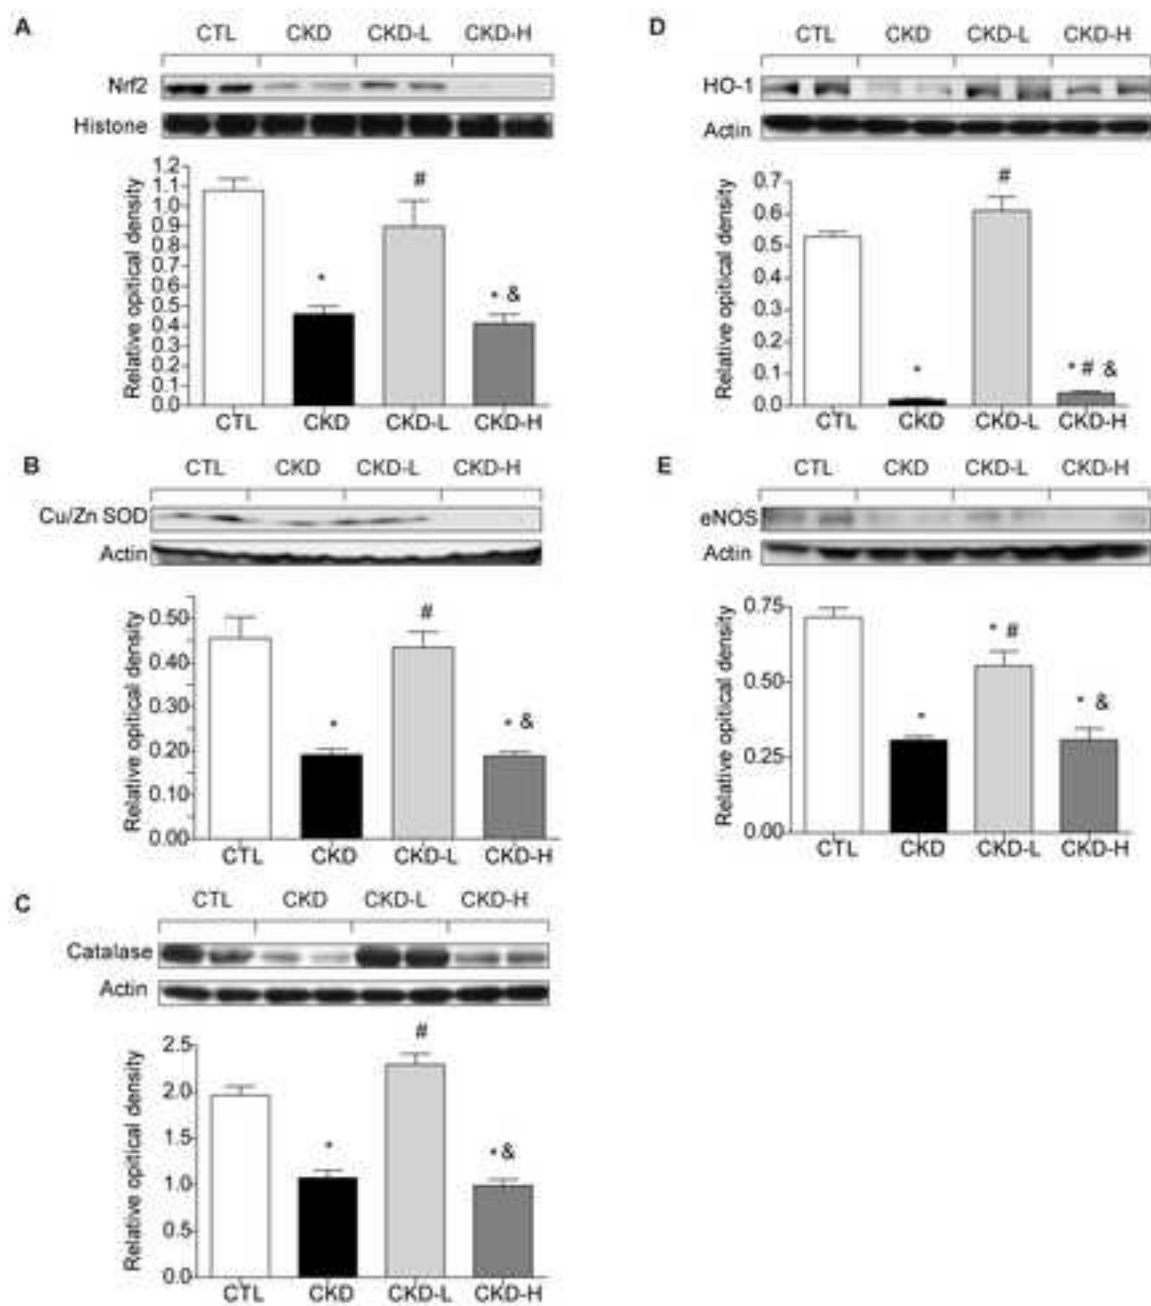 A
CTL CKD CKD-L CKD-H
Nrf2
Histone
Relative opitical density
1.2
1.1
1.0
0.9
0.8
0.7
0.6
0.5
0.4
0.3
0.2
0.1
0.0
*
#
* &
CTL CKD CKD-L CKD-H
B
CTL CKD CKD-L CKD-H
Cu/Zn SOD
Actin
Relative opitical density
0.50
0.40
0.30
0.20
0.10
0.00
*
#
* &
CTL CKD CKD-L CKD-H
C
CTL CKD CKD-L CKD-H
Catalase
Actin
Relative opitical density
2.5
2.0
1.5
1.0
0.5
0.0
*
#
* &
CTL CKD CKD-L CKD-H
D
CTL CKD CKD-L CKD-H
HO-1
Actin
Relative opitical density
0.7
0.6
0.5
0.4
0.3
0.2
0.1
0.0
*
#
* # &
CTL CKD CKD-L CKD-H
E
CTL CKD CKD-L CKD-H
eNOS
Actin
Relative opitical density
0.75
0.50
0.25
0.00
*
* #
* &
CTL CKD CKD-L CKD-H